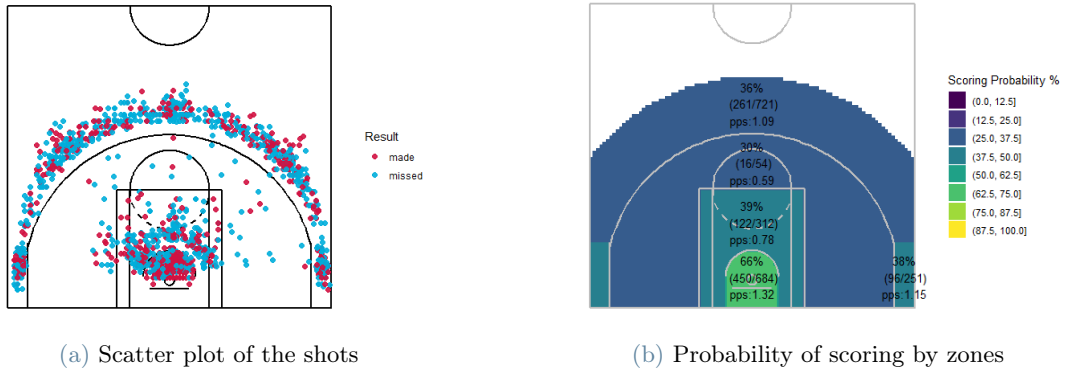 Result
made
missed
(a) Scatter plot of the shots
36%
(261/721)
pps:1.09
30%
(16/54)
pps:0.59
39%
(122/312)
pps:0.78
66%
(450/684)
pps:1.32
38%
(96/251)
pps:1.15
Scoring Probability %
(0.0, 12.5]
(12.5, 25.0]
(25.0, 37.5]
(37.5, 50.0]
(50.0, 62.5]
(62.5, 75.0]
(75.0, 87.5]
(87.5, 100.0]
(b) Probability of scoring by zones